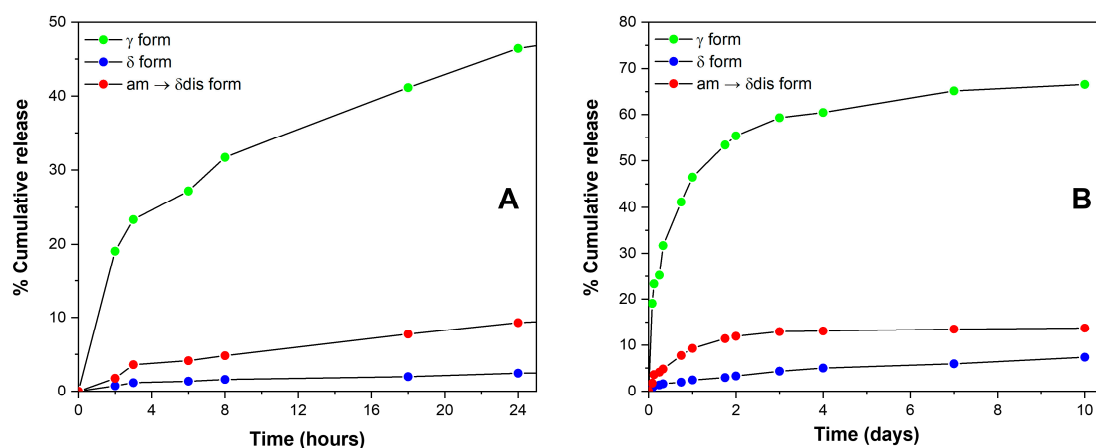 50
40
30
20
10
0
% Cumulative release
γ form
δ form
am → δdis form
A
0
4
8
12
16
20
24
Time (hours)
80
70
60
50
40
30
20
10
0
% Cumulative release
γ form
δ form
am → δdis form
B
0
2
4
6
8
10
Time (days)